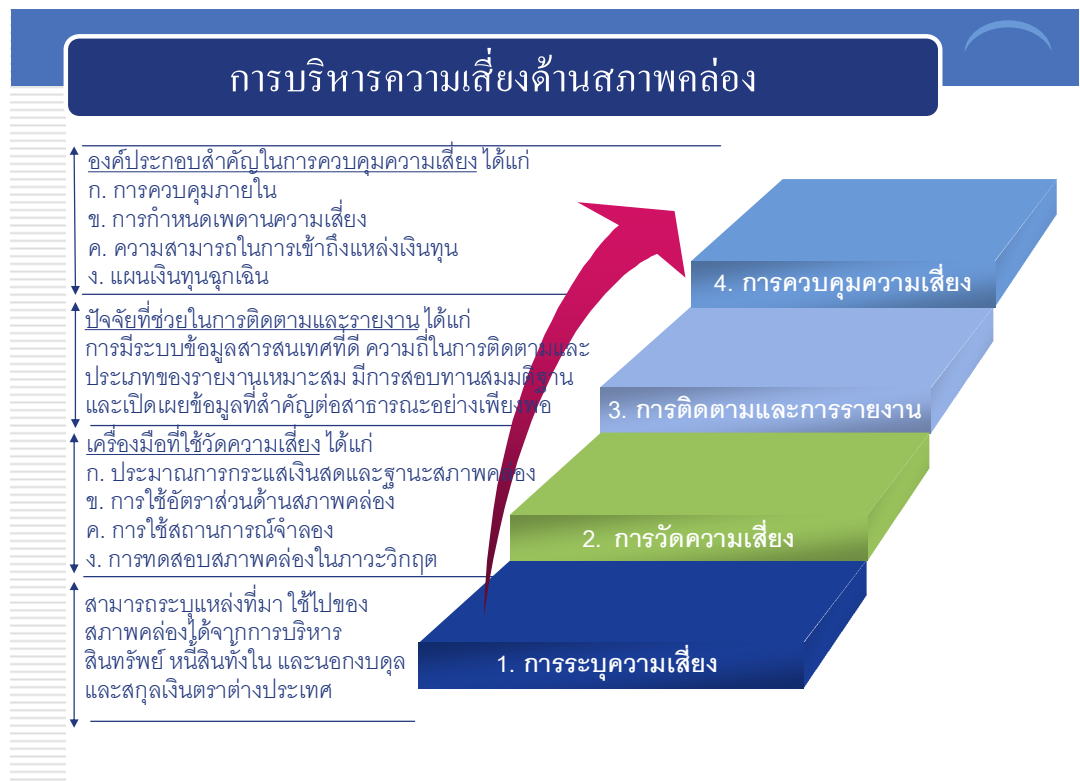 การบริหารความเสี่ยงด้านสภาพคล่อง
องค์ประกอบสำคัญในการควบคุมความเสี่ยง ได้แก่
ก. การควบคุมภายใน
ข. การกำหนดเพดานความเสี่ยง
ค. ความสามารถในการเข้าถึงแหล่งเงินทุน
ง. แผนเงินทุนฉุกเฉิน
4. การควบคุมความเสี่ยง
ปัจจัยที่ช่วยในการติดตามและรายงาน ได้แก่
การมีระบบข้อมูลสารสนเทศที่ดี ความถี่ในการติดตามและ
ประเภทของรายงานเหมาะสม มีการสอบทานสมมติฐาน
และเปิดเผยข้อมูลที่สำคัญต่อสาธารณะอย่างเพียงพอ
3. การติดตามและการรายงาน
เครื่องมือที่ใช้วัดความเสี่ยง ได้แก่
ก. ประมาณการกระแสเงินสดและฐานะสภาพคล่อง
ข. การใช้อัตราส่วนด้านสภาพคล่อง
ค. การใช้สถานการณ์จำลอง
ง. การทดสอบสภาพคล่องในภาวะวิกฤต
2. การวัดความเสี่ยง
สามารถระบุแหล่งที่มา ใช้ไปของ
สภาพคล่องได้จากการบริหาร
สินทรัพย์ หนี้สินทั้งใน และนอกงบดุล
และสกุลเงินตราต่างประเทศ
1. การระบุความเสี่ยง